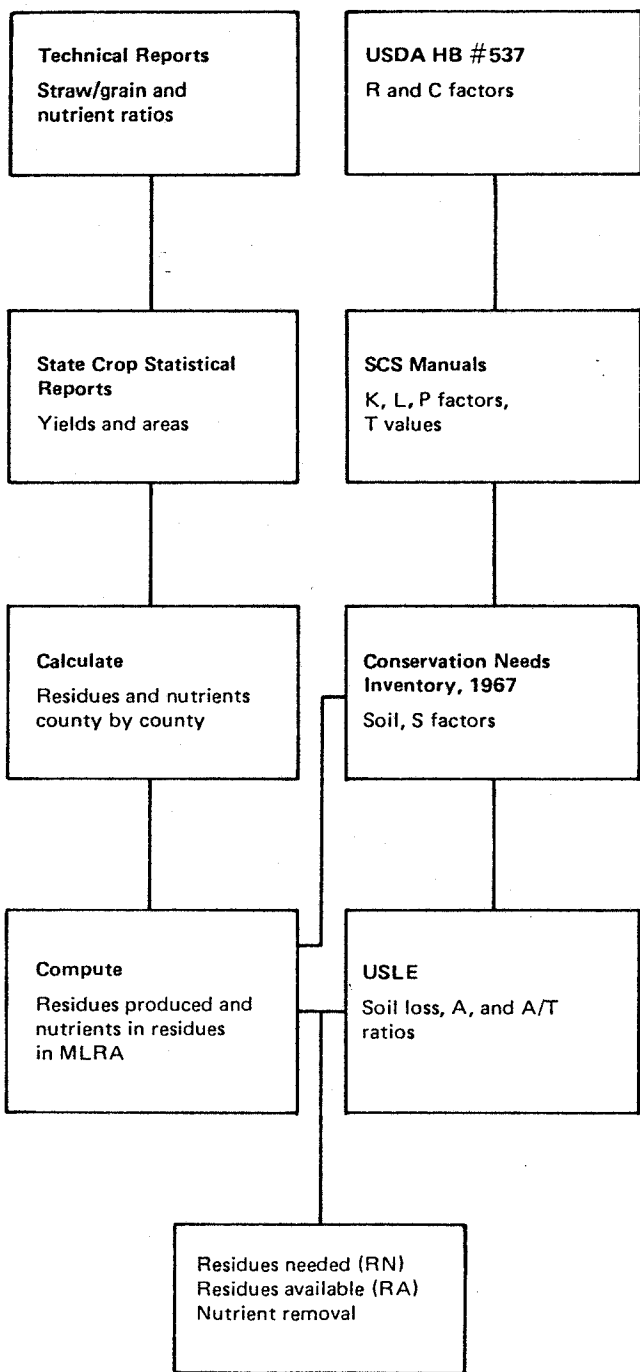 Technical Reports
Straw/grain and
nutrient ratios
USDA HB #537
R and C factors
State Crop Statistical
Reports
Yields and areas
SCS Manuals
K, L, P factors,
T values
Calculate
Residues and nutrients
county by county
Conservation Needs
Inventory, 1967
Soil, S factors
Compute
Residues produced and
nutrients in residues
in MLRA
USLE
Soil loss, A, and A/T
ratios
Residues needed (RN)
Residues available (RA)
Nutrient removal